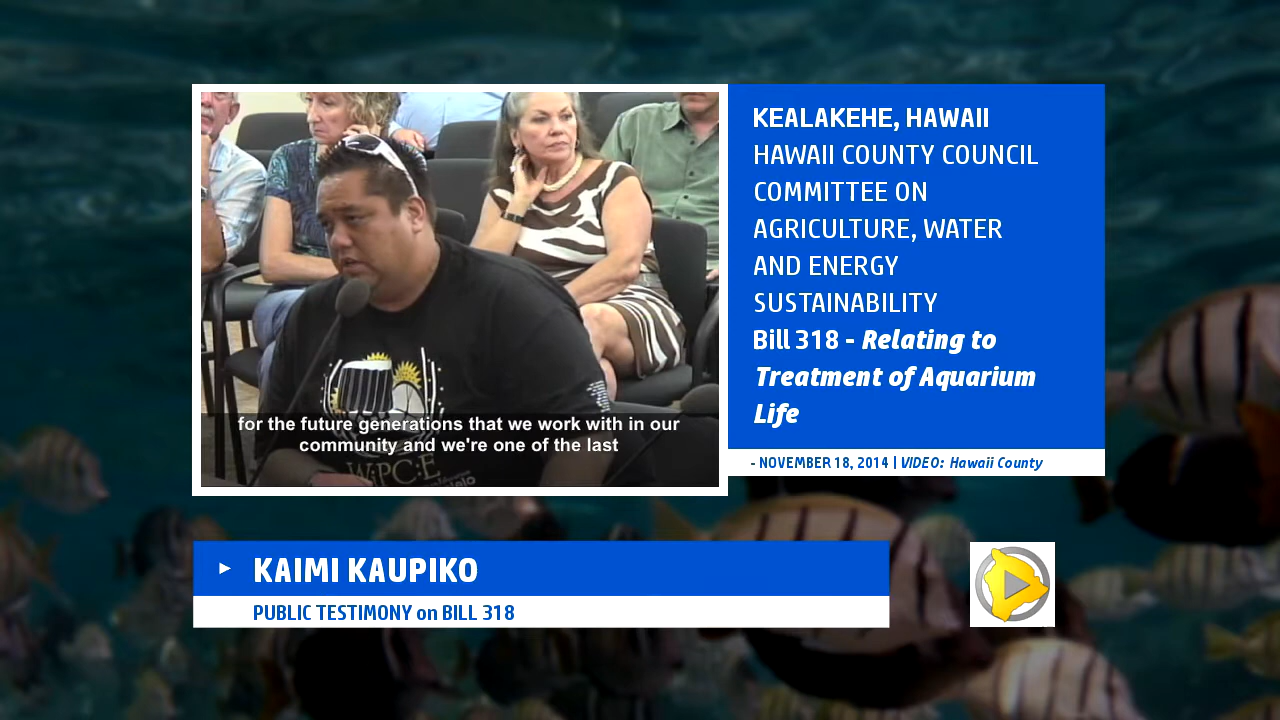 KEALAKEHE, HAWAII
HAWAII COUNTY COUNCIL
COMMITTEE ON
AGRICULTURE, WATER
AND ENERGY
SUSTAINABILITY
Bill 318 - Relating to
Treatment of Aquarium
Life
- NOVEMBER 18, 2014 | VIDEO: Hawaii County
for the future generations that we work with in our
community and we're one of the last
KAIMI KAUPIKO
PUBLIC TESTIMONY on BILL 318